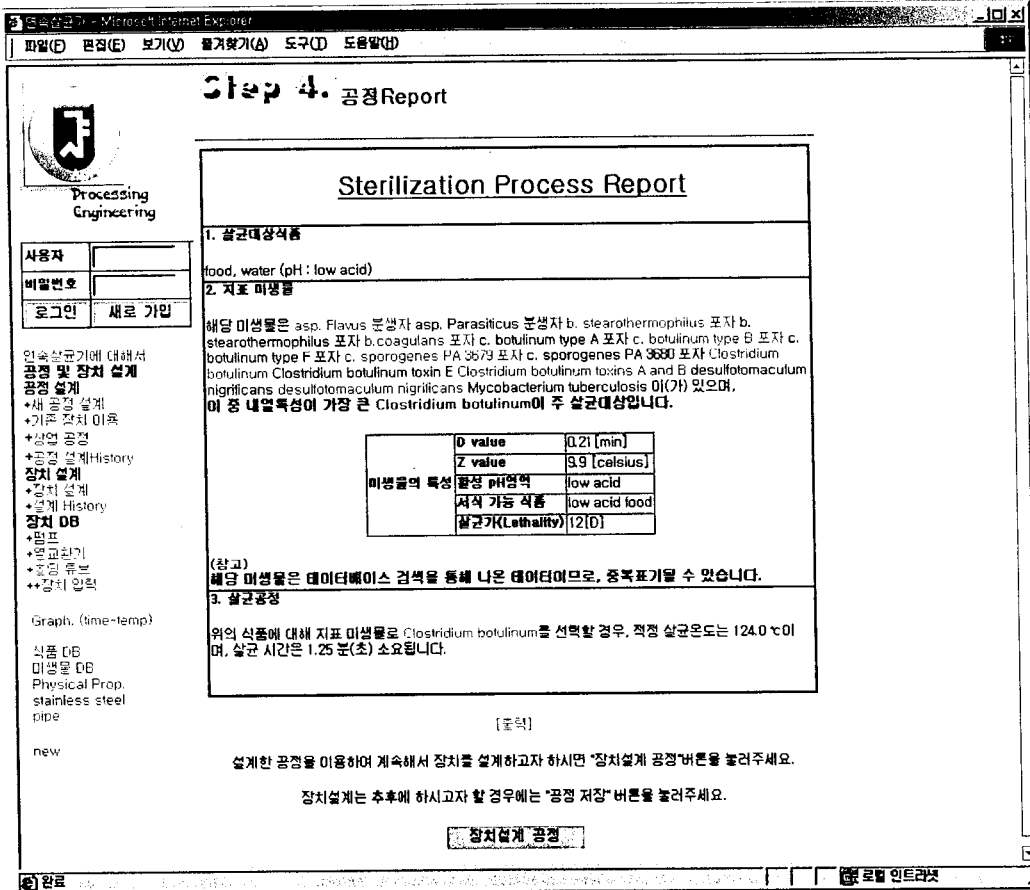 연속살균기 - Microsoft Internet Explorer
파일(F) 편집(E) 보기(V) 즐겨찾기(A) 도구(T) 도움말(H)
Step 4. 공정Report
Processing
Engineering
사용자
비밀번호
로그인 새로 가입
연속살균기에 대해서
공정 및 장치 설계
공정 설계
+새 공정 설계
+기존 장치 이용
+상업 공정
+공정 설계History
장치 설계
+장치 설계
+설계 History
장치 DB
+펌프
+열교환기
+홀딩 튜브
++장치 입력
Graph. (time-temp)
식품 DB
미생물 DB
Physical Prop.
stainless steel
pipe
new
Sterilization Process Report
1. 살균대상식품
food, water (pH : low acid)
2. 지표 미생물
해당 미생물은 asp. Flavus 분생자 asp. Parasiticus 분생자 b. stearothermophilus 포자 b.
stearothermophilus 포자 b.coagulans 포자 c. botulinum type A 포자 c. botulinum type B 포자 c.
botulinum type F 포자 c. sporogenes PA 3679 포자 c. sporogenes PA 3680 포자 Clostridium
botulinum Clostridium botulinum toxin E Clostridium botulinum toxins A and B desulfotomaculum
nigrificans desulfotomaculum nigrificans Mycobacterium tuberculosis 이(가) 있으며,
이 중 내열특성이 가장 큰 Clostridium botulinum이 주 살균대상입니다.
미생물의 특성
D value 0.21 [min]
Z value 9.9 [celsius]
활성 pH영역 low acid
서식 가능 식품 low acid food
살균가(Lethality) 12[D]
(참고)
해당 미생물은 데이터베이스 검색을 통해 나온 데이터이므로, 중복표기될 수 있습니다.
3. 살균공정
위의 식품에 대해 지표 미생물로 Clostridium botulinum를 선택할 경우, 적정 살균온도는 124.0 ℃이
며, 살균 시간은 1.25 분(초) 소요됩니다.
[출력]
설계한 공정을 이용하여 계속해서 장치를 설계하고자 하시면 "장치설계 공정"버튼을 눌러주세요.
장치설계는 추후에 하시고자 할 경우에는 "공정 저장" 버튼을 눌러주세요.
장치설계 공정
완료
로컬 인트라넷